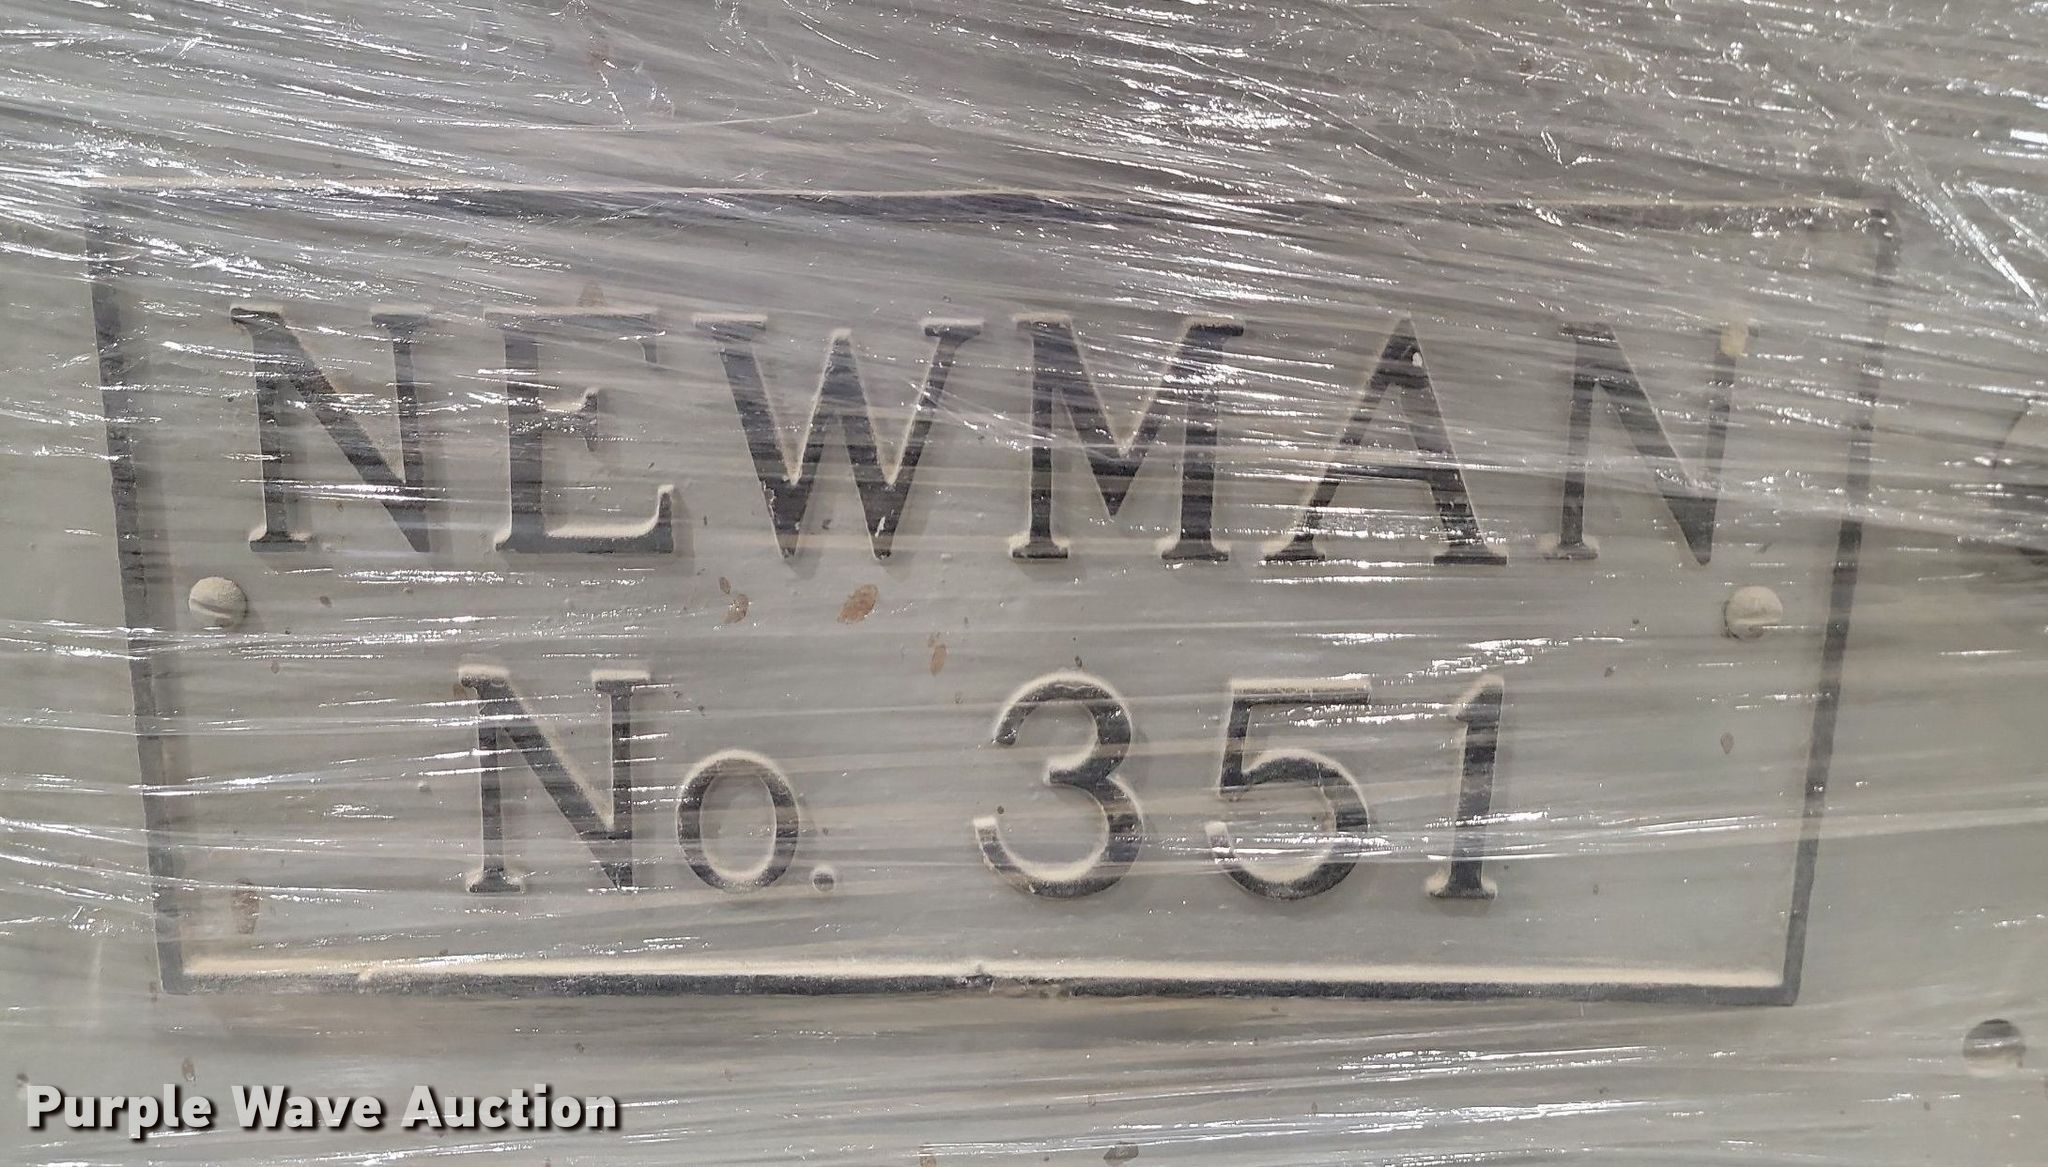 NEWMAN
No. 351
Purple Wave Auction